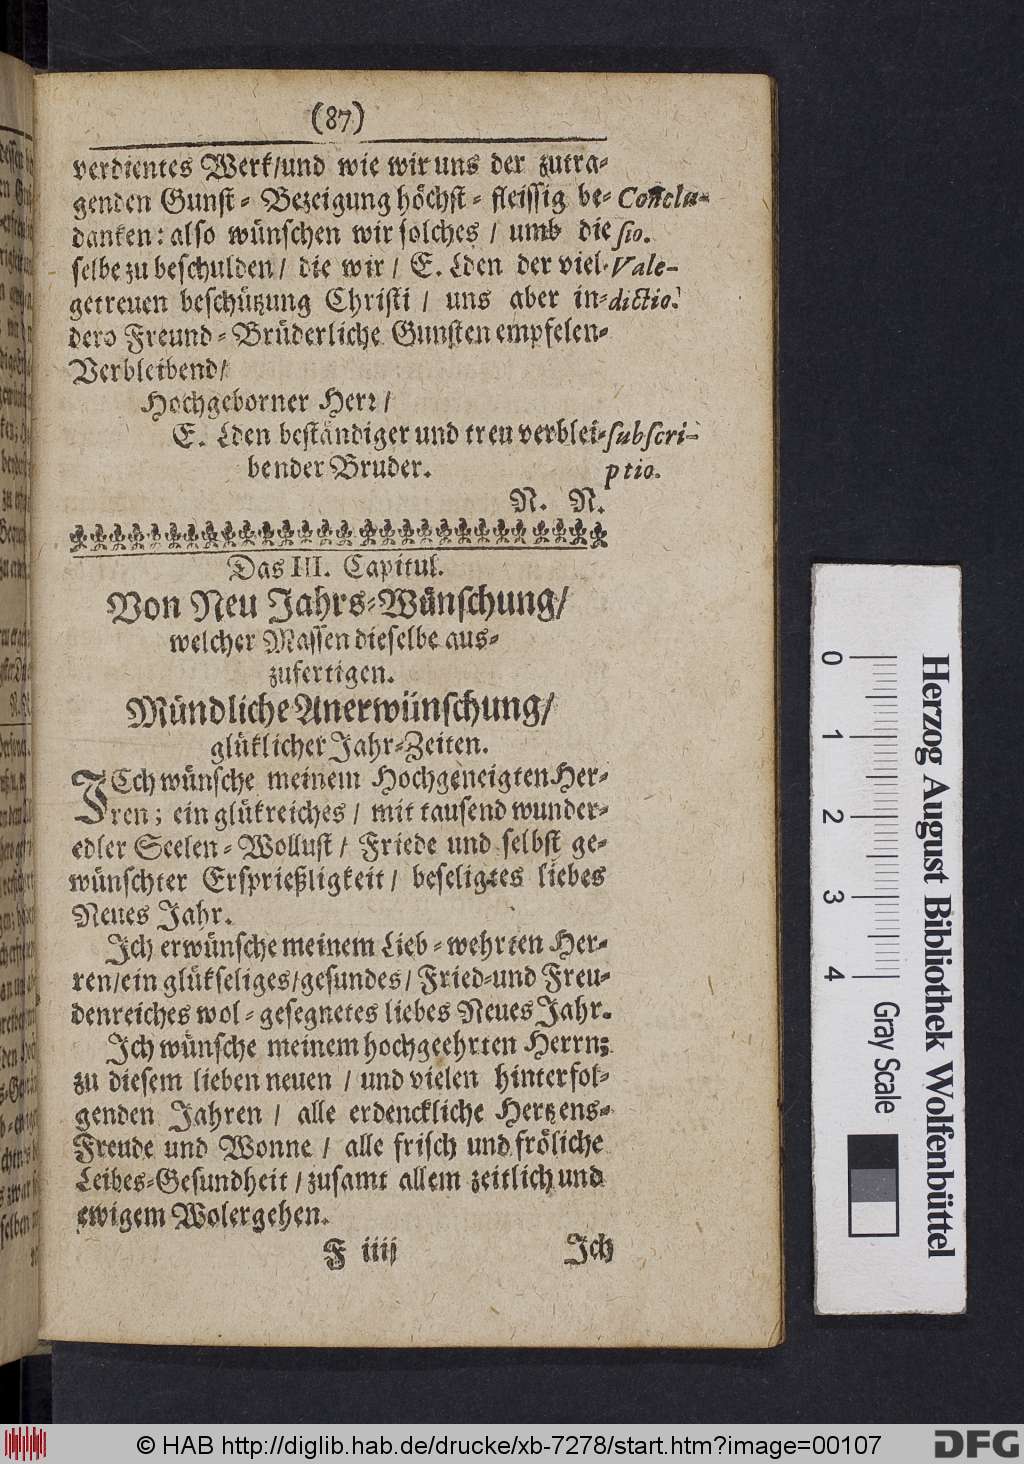 (87)
verdientes Werk/und wie wir uns der zutra-
genden Gunst - Bezeigung höchst - fleissig be-
Conclu-
danken: also wünschen wir solches / umb die
sio.
selbe zu beschulden / die wir / E. Lden der viel-
Vale-
getreuen beschützung Christi / uns aber in-
dictio.
dero Freund - Brüderliche Gunsten empfelen-
Verbleibend/
Hochgeborner Herr /
E. Lden beständiger und treu verblei-
subscri-
bender Bruder.
ptio.
N. N.
Das III. Capitul.
Von Neu Jahrs-Wünschung/
welcher Massen dieselbe aus-
zufertigen.
Mündliche Anerwünschung/
glüklicher Jahr-Zeiten.
JCch wünsche meinem Hochgeneigten Her-
ren; ein glükreiches / mit tausend wunder-
edler Seelen - Wollust / Friede und selbst ge-
wünschter Ersprießligkeit / beseligtes liebes
Neues Jahr.
Jch erwünsche meinem Lieb - wehrten Her-
ren/ein glükseliges/gesundes/ Fried-und Freu-
denreiches wol - gesegnetes liebes Neues Jahr.
Jch wünsche meinem hochgeehrten Herrn;
zu diesem lieben neuen / und vielen hinterfol-
genden Jahren / alle erdenckliche Hertzens-
Freude und Wonne / alle frisch und fröliche
Leibes-Gesundheit / zusamt allem zeitlich und
ewigem Wolergehen.
F iiij
Jch
0 1 2 3 4
Gray Scale
Herzog August Bibliothek Wolfenbüttel
© HAB http://diglib.hab.de/drucke/xb-7278/start.htm?image=00107
DFG